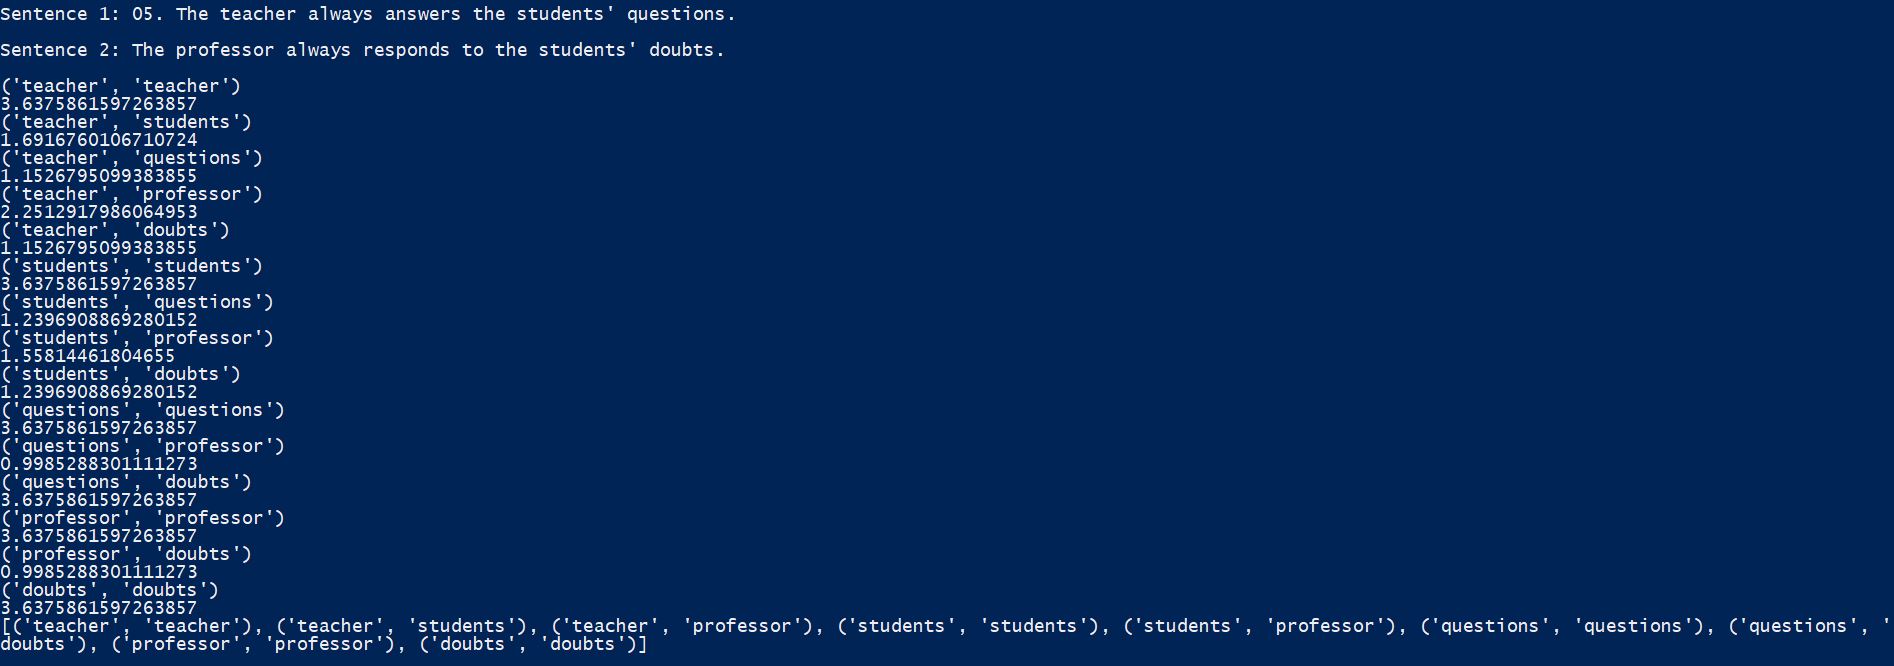 Sentence 1: 05. The teacher always answers the students' questions.
Sentence 2: The professor always responds to the students' doubts.
('teacher', 'teacher')
3.6375861597263857
('teacher', 'students')
1.6916760106710724
('teacher', 'questions')
1.1526795099383855
('teacher', 'professor')
2.2512917986064953
('teacher', 'doubts')
1.1526795099383855
('students', 'students')
3.6375861597263857
('students', 'questions')
1.2396908869280152
('students', 'professor')
1.55814461804655
('students', 'doubts')
1.2396908869280152
('questions', 'questions')
3.6375861597263857
('questions', 'professor')
0.9985288301111273
('questions', 'doubts')
3.6375861597263857
('professor', 'professor')
3.6375861597263857
('professor', 'doubts')
0.9985288301111273
('doubts', 'doubts')
3.6375861597263857
[('teacher', 'teacher'), ('teacher', 'students'), ('teacher', 'professor'), ('students', 'students'), ('students', 'professor'), ('questions', 'questions'), ('questions', '
doubts'), ('professor', 'professor'), ('doubts', 'doubts')]